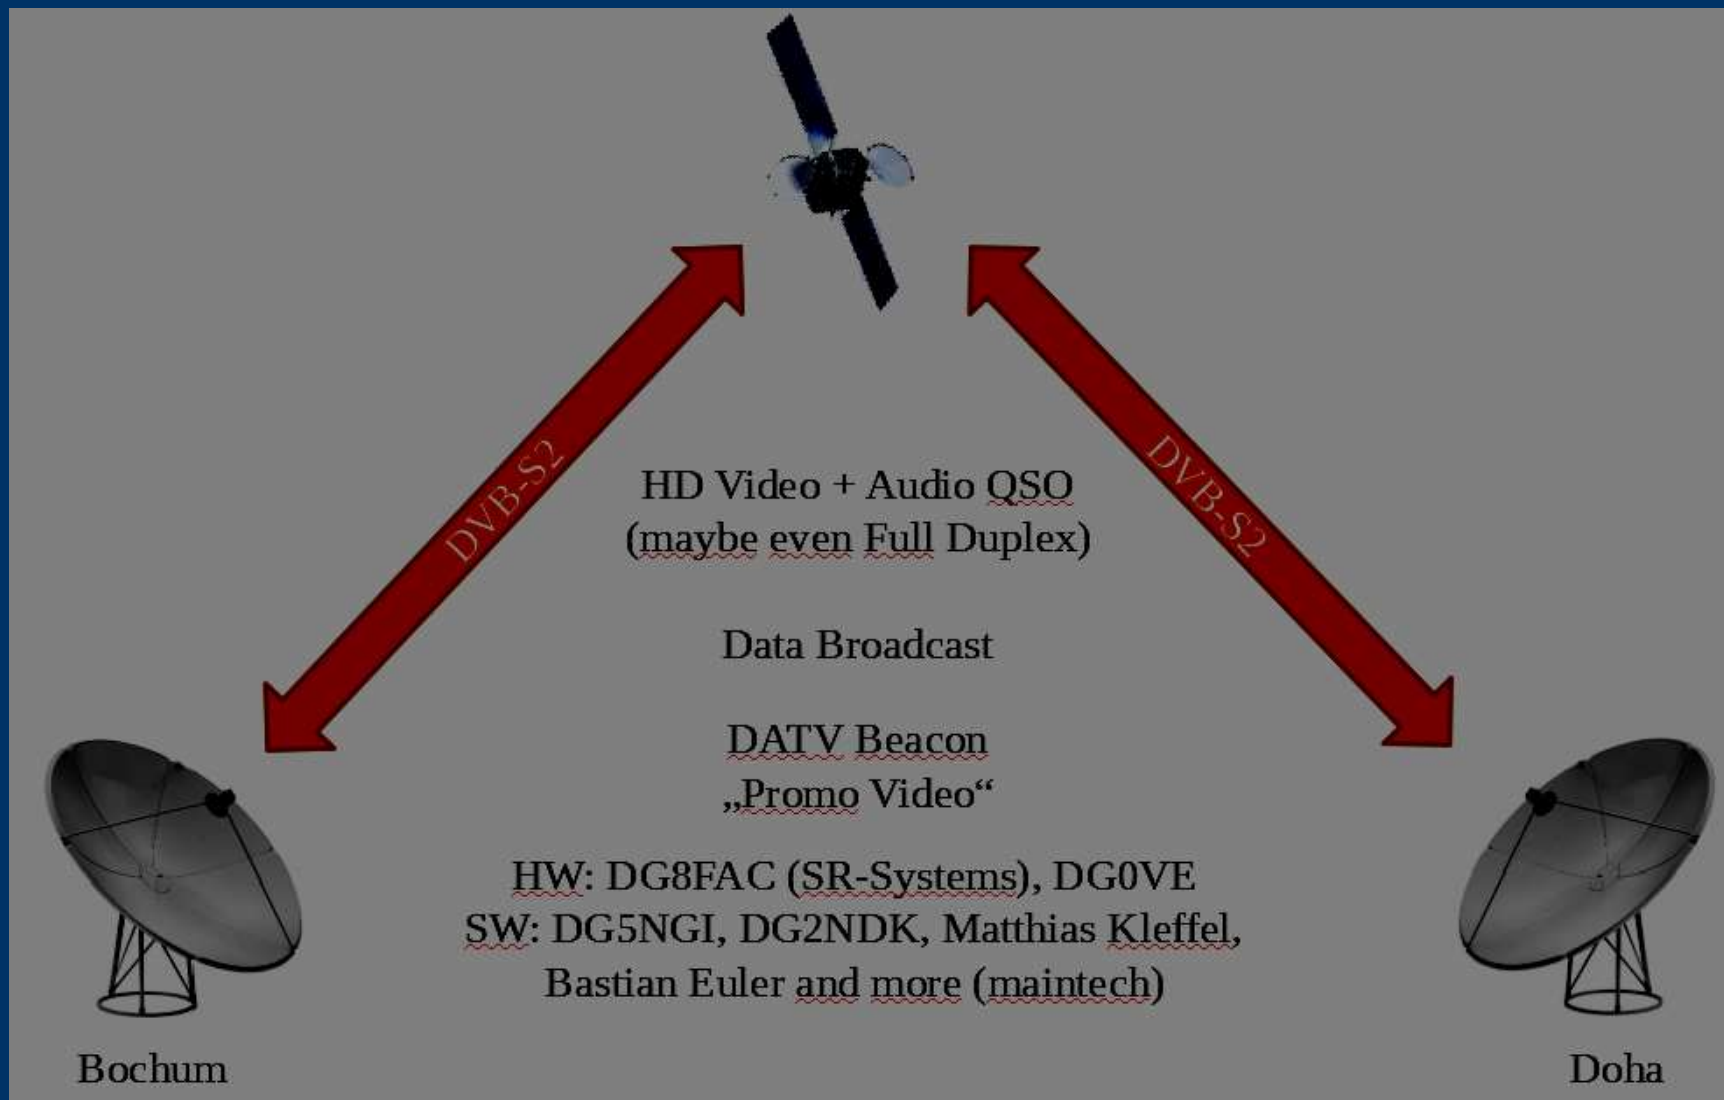 DVB-S2
DVB-S2
HD Video + Audio QSO
(maybe even Full Duplex)
Data Broadcast
DATV Beacon
„Promo Video“
HW: DG8FAC (SR-Systems), DG0VE
SW: DG5NGI, DG2NDK, Matthias Kleffel,
Bastian Euler and more (maintech)
Bochum
Doha